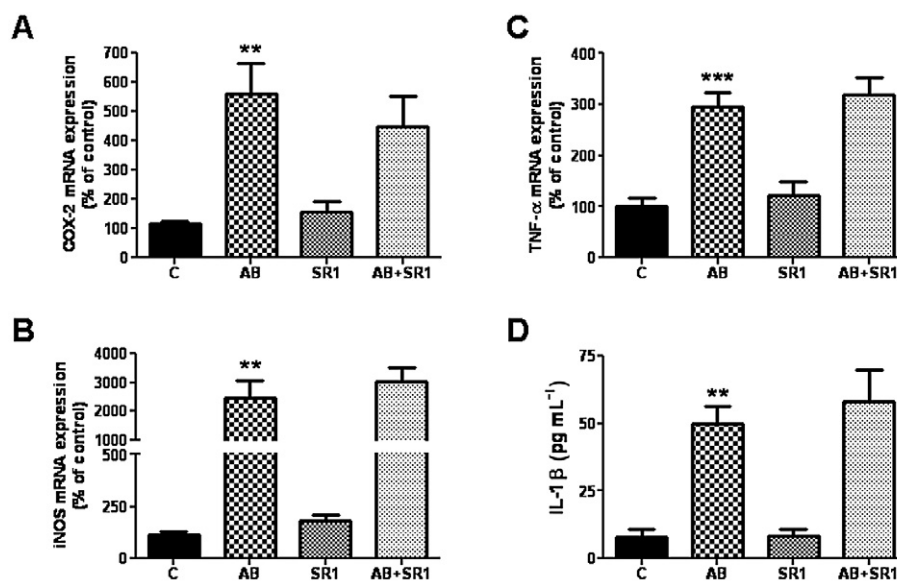 A
COX-2 mRNA expression
(% of control)
700
600
500
400
300
200
100
0
**
C AB SR1 AB+SR1
B
iNOS mRNA expression
(% of control)
4000
3000
2000
1000
500
250
0
**
C AB SR1 AB+SR1
C
TNF-α mRNA expression
(% of control)
400
300
200
100
0
***
C AB SR1 AB+SR1
D
IL-1 β (pg mL⁻¹)
75
50
25
0
**
C AB SR1 AB+SR1